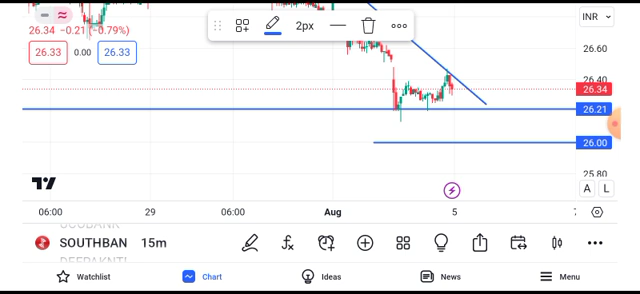 INR
26.34 −0.21 (−0.79%)
26.33 0.00 26.33
2px
26.60
26.40
26.34
26.21
26.00
25.80
A L
06:00 29 06:00 Aug 5
SOUTHBAN 15m
Watchlist Chart Ideas News Menu